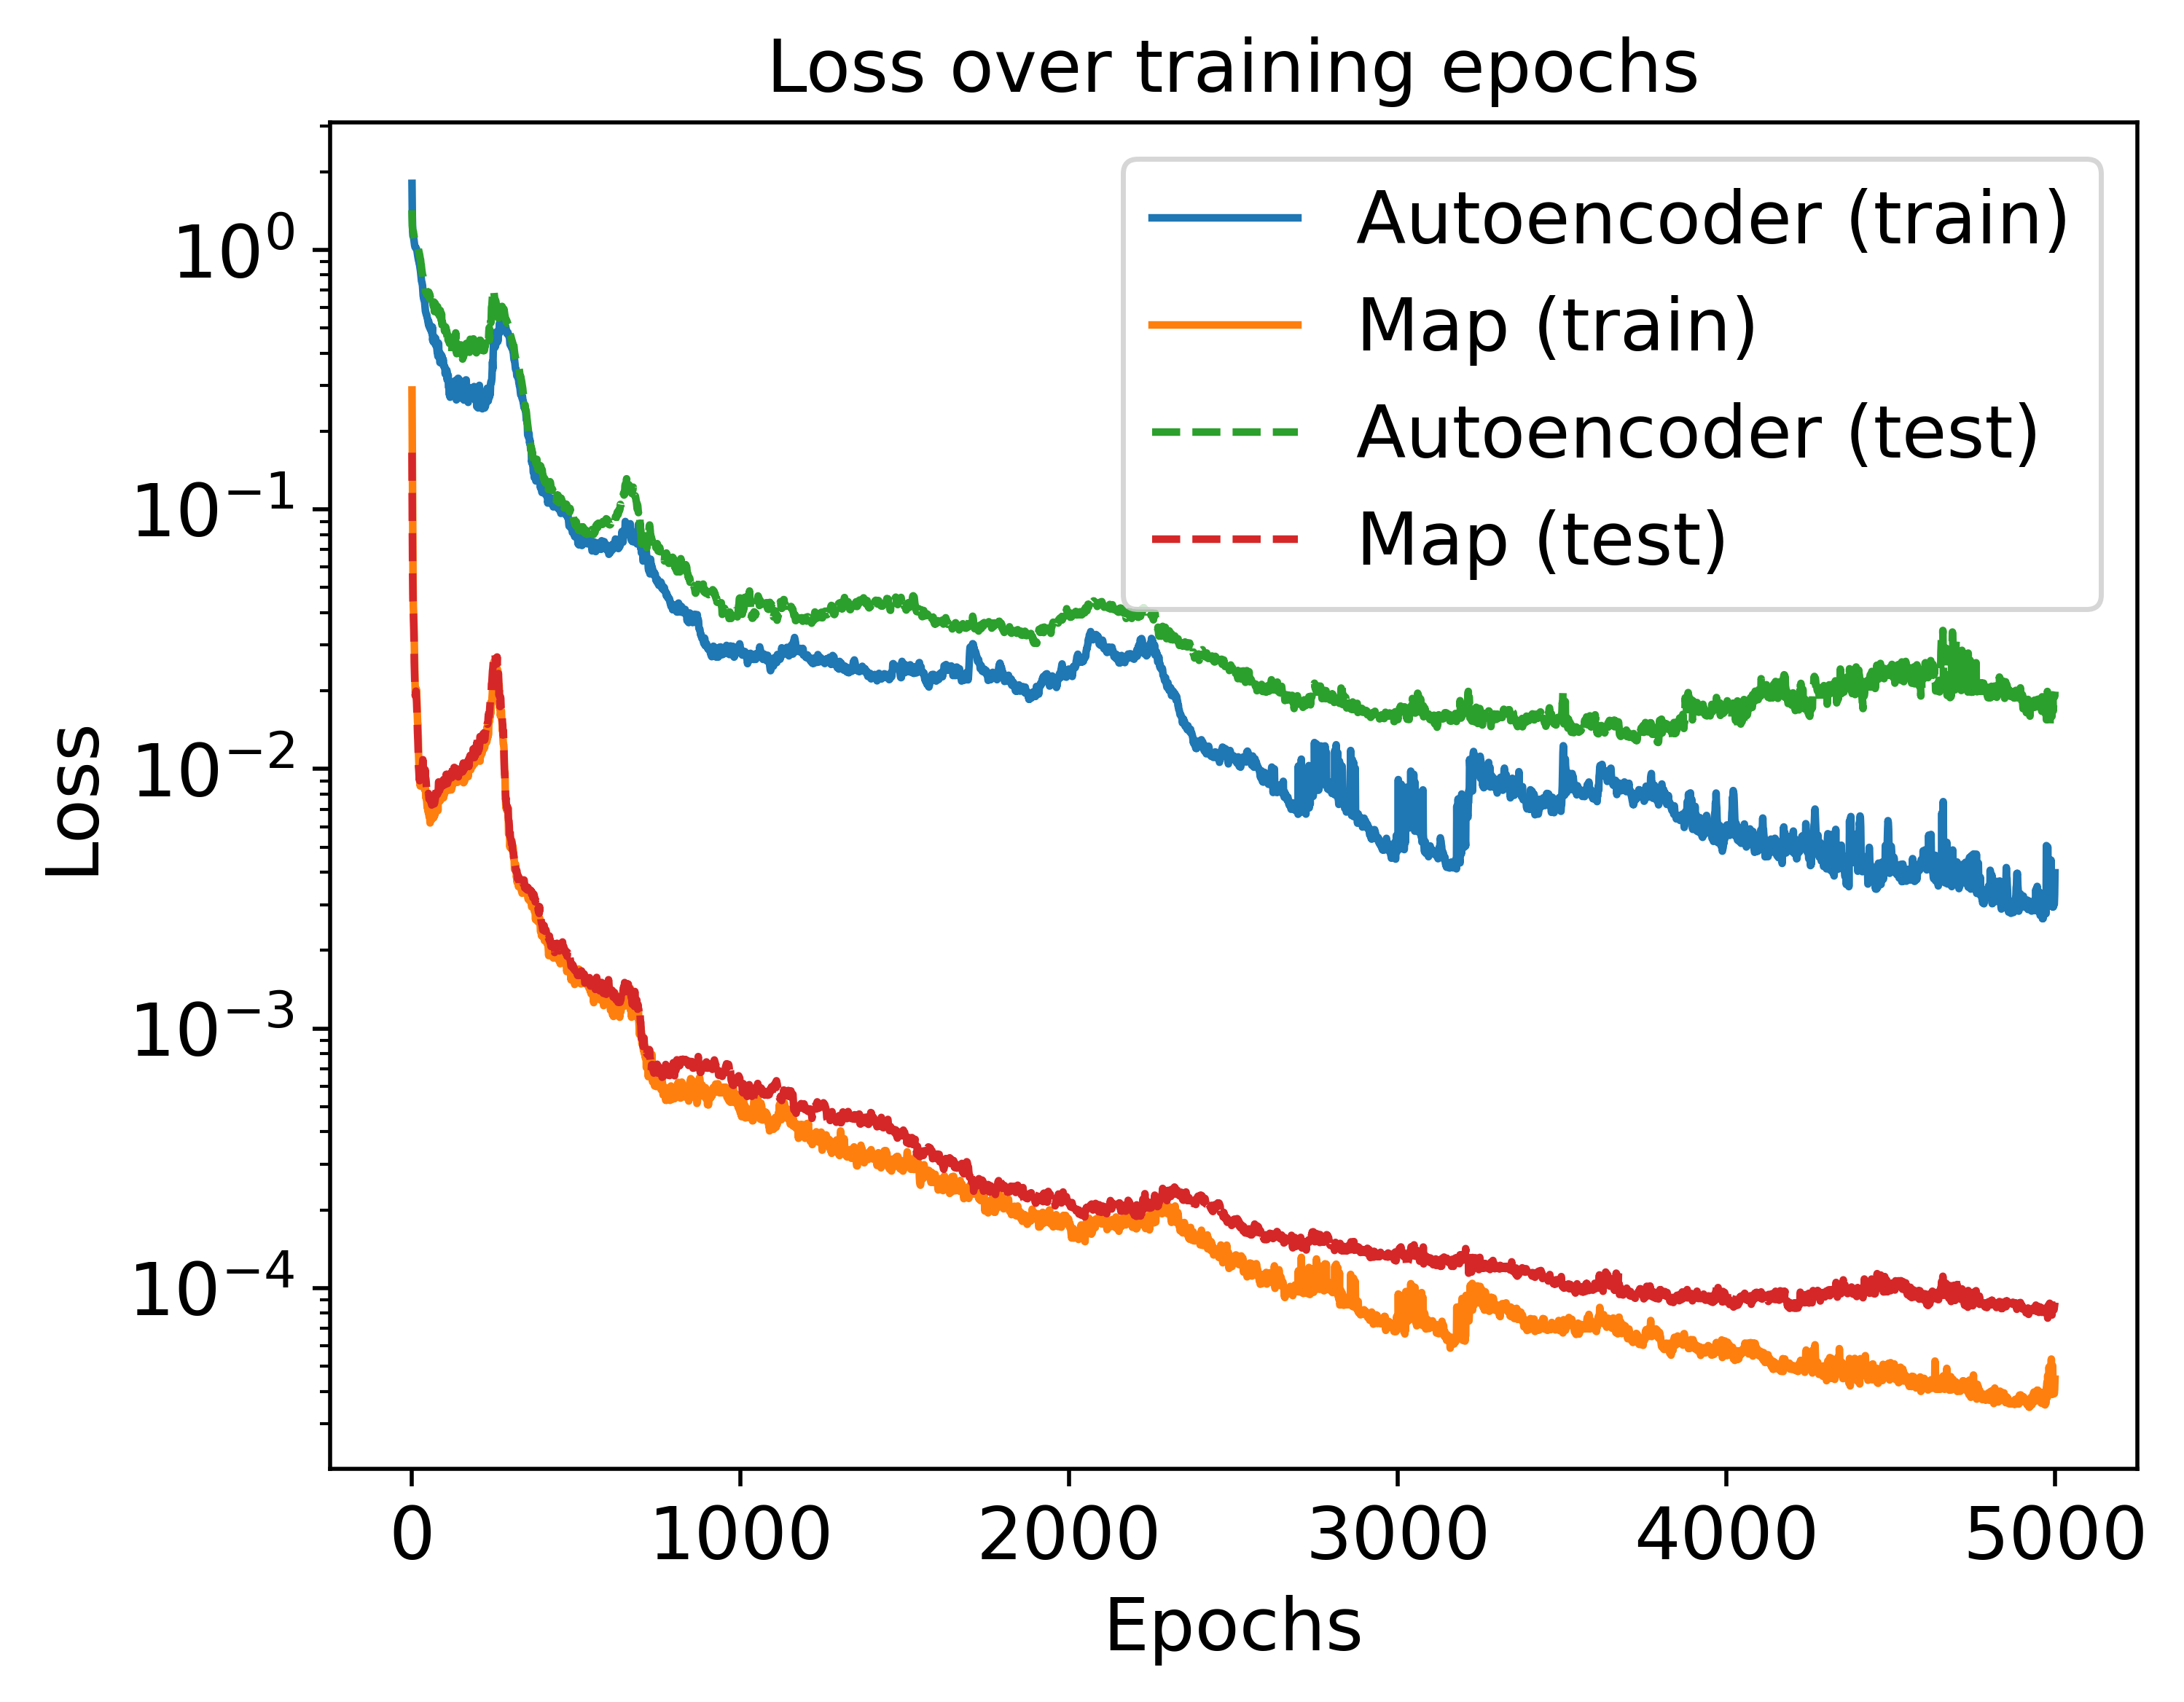 Loss over training epochs
Autoencoder (train)
Map (train)
Autoencoder (test)
Map (test)
10⁰
10⁻¹
10⁻²
10⁻³
10⁻⁴
Loss
0 1000 2000 3000 4000 5000
Epochs